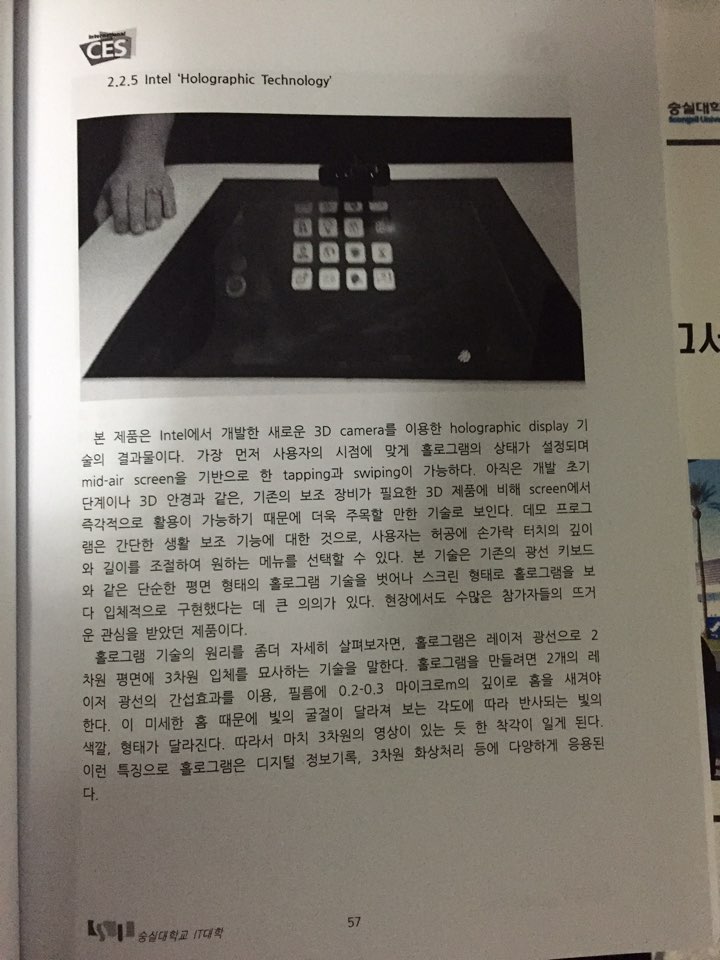 International
CES
2.2.5 Intel ‘Holographic Technology’
본 제품은 Intel에서 개발한 새로운 3D camera를 이용한 holographic display 기
술의 결과물이다. 가장 먼저 사용자의 시점에 맞게 홀로그램의 상태가 설정되며
mid-air screen을 기반으로 한 tapping과 swiping이 가능하다. 아직은 개발 초기
단계이나 3D 안경과 같은, 기존의 보조 장비가 필요한 3D 제품에 비해 screen에서
즉각적으로 활용이 가능하기 때문에 더욱 주목할 만한 기술로 보인다. 데모 프로그
램은 간단한 생활 보조 기능에 대한 것으로, 사용자는 허공에 손가락 터치의 깊이
와 길이를 조절하여 원하는 메뉴를 선택할 수 있다. 본 기술은 기존의 광선 키보드
와 같은 단순한 평면 형태의 홀로그램 기술을 벗어나 스크린 형태로 홀로그램을 보
다 입체적으로 구현했다는 데 큰 의의가 있다. 현장에서도 수많은 참가자들의 뜨거
운 관심을 받았던 제품이다.
홀로그램 기술의 원리를 좀더 자세히 살펴보자면, 홀로그램은 레이저 광선으로 2
차원 평면에 3차원 입체를 묘사하는 기술을 말한다. 홀로그램을 만들려면 2개의 레
이저 광선의 간섭효과를 이용, 필름에 0.2-0.3 마이크로m의 깊이로 홈을 새겨야
한다. 이 미세한 홈 때문에 빛의 굴절이 달라져 보는 각도에 따라 반사되는 빛의
색깔, 형태가 달라진다. 따라서 마치 3차원의 영상이 있는 듯 한 착각이 일게 된다.
이런 특징으로 홀로그램은 디지털 정보기록, 3차원 화상처리 등에 다양하게 응용된
다.
숭실대학교 IT대학
57
숭실대학
Soongsil Unive
그서